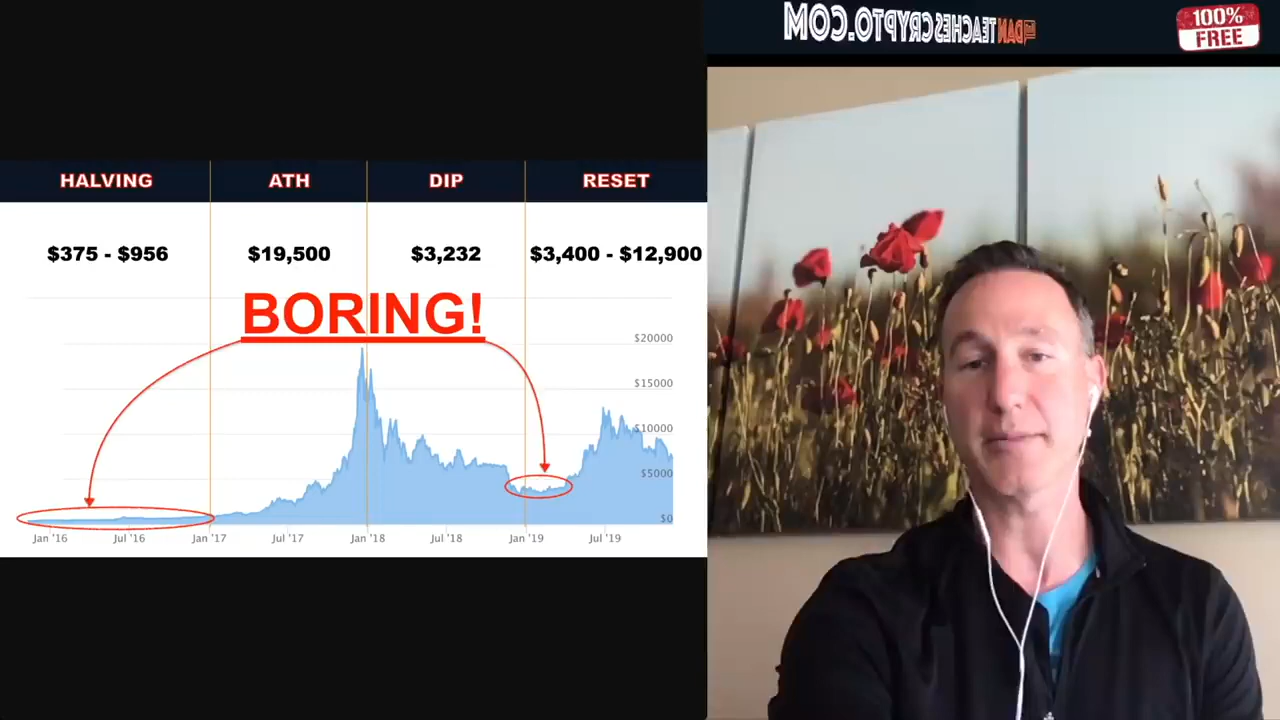 HALVING
ATH
DIP
RESET
$375 - $956
$19,500
$3,232
$3,400 - $12,900
BORING!
$20000
$15000
$10000
$5000
$0
Jan '16
Jul '16
Jan '17
Jul '17
Jan '18
Jul '18
Jan '19
Jul '19
DANTEACHESCRYPTO.COM
100%
FREE